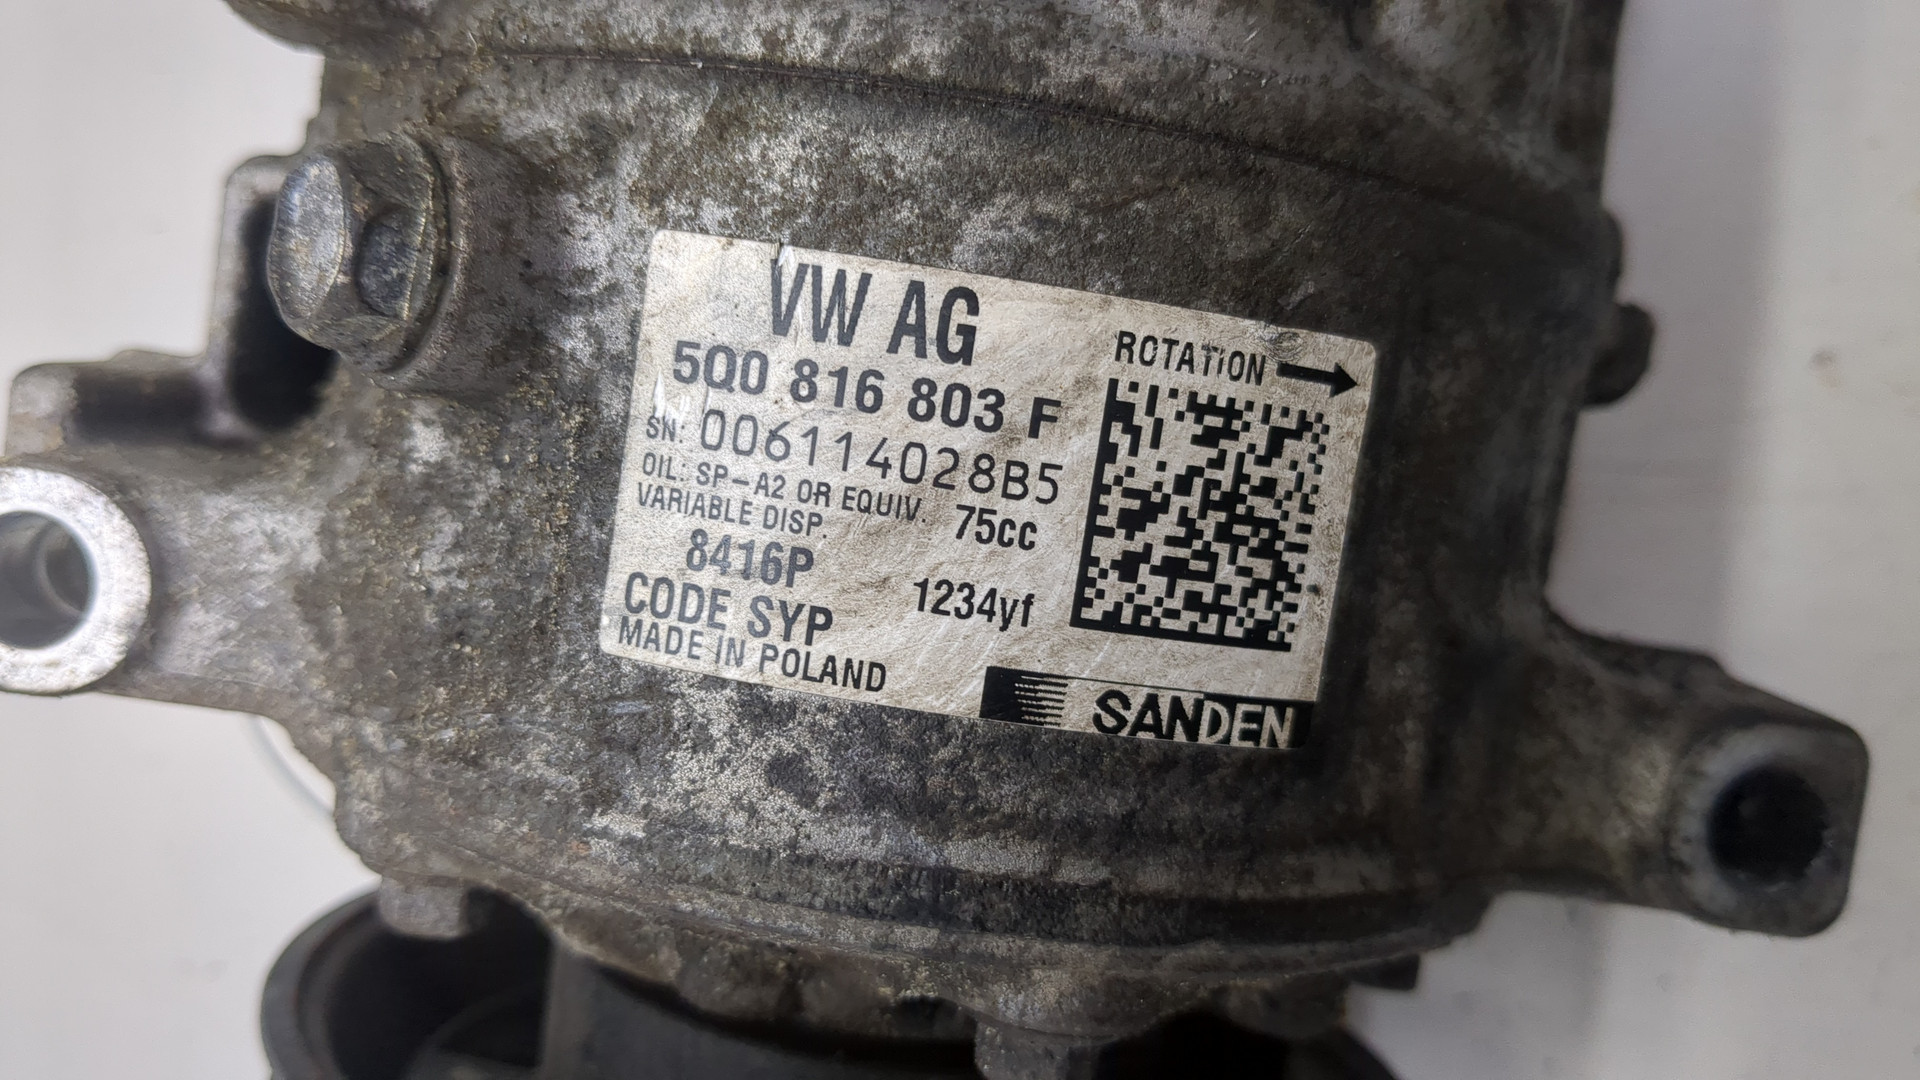 VW AG
5Q0 816 803 F
SN: 006114028B5
OIL: SP-A2 OR EQUIV. 75cc
VARIABLE DISP.
8416P
1234yf
CODE SYP
MADE IN POLAND
ROTATION →
SANDEN